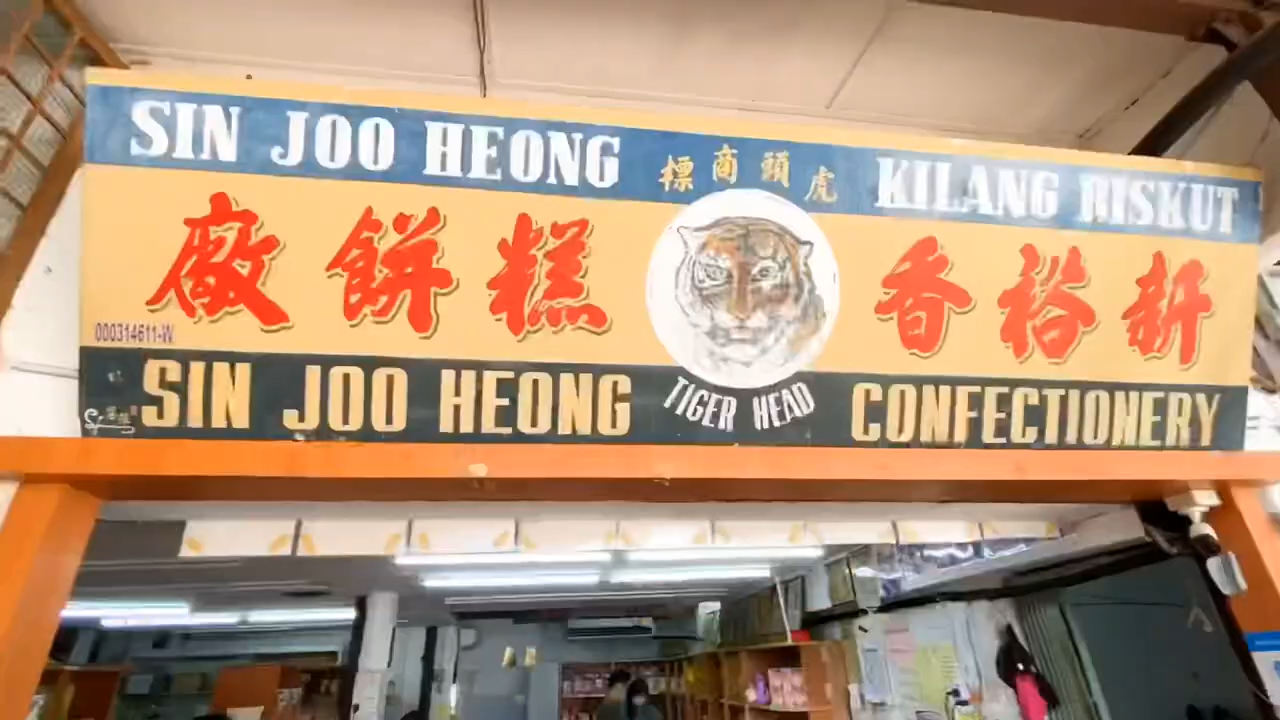 SIN JOO HEONG KILANG BISKUT
虎頭商標
新裕香糕餅廠
000314611-W
TIGER HEAD
SIN JOO HEONG CONFECTIONERY